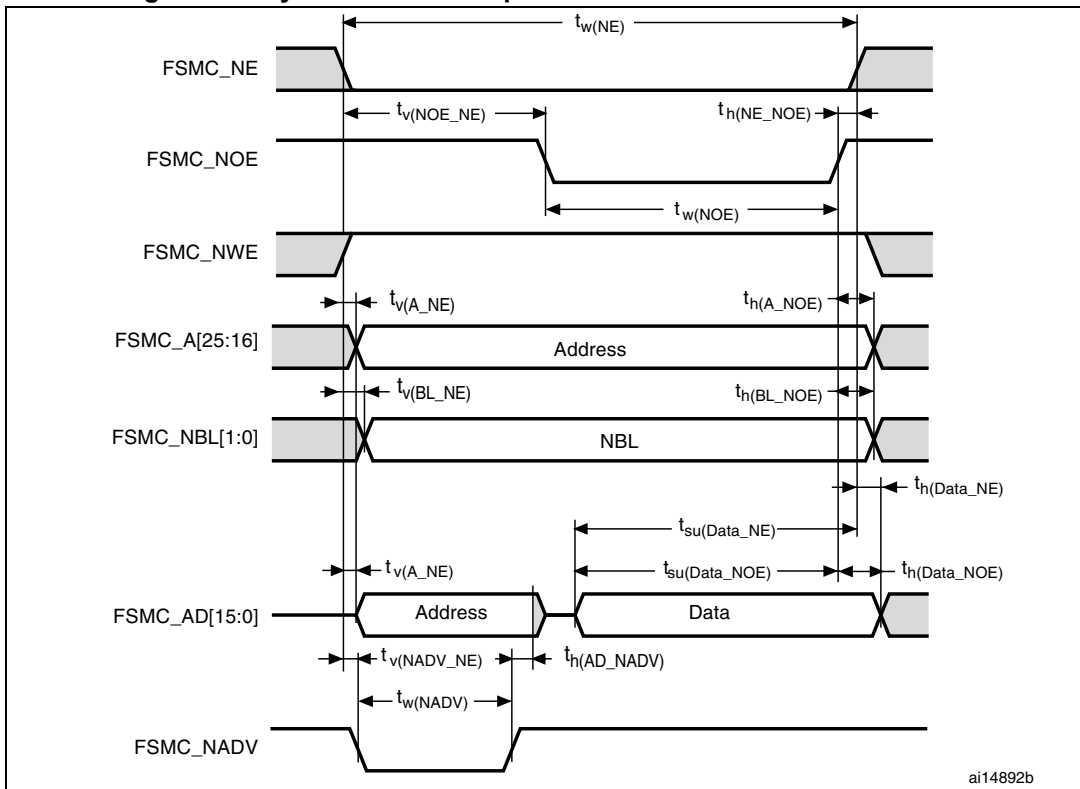 tw(NE)
FSMC_NE
tv(NOE_NE)
th(NE_NOE)
FSMC_NOE
tw(NOE)
FSMC_NWE
tv(A_NE)
th(A_NOE)
FSMC_A[25:16]
Address
tv(BL_NE)
th(BL_NOE)
FSMC_NBL[1:0]
NBL
th(Data_NE)
tsu(Data_NE)
tv(A_NE)
tsu(Data_NOE)
th(Data_NOE)
FSMC_AD[15:0]
Address
Data
tv(NADV_NE)
th(AD_NADV)
tw(NADV)
FSMC_NADV
ai14892b